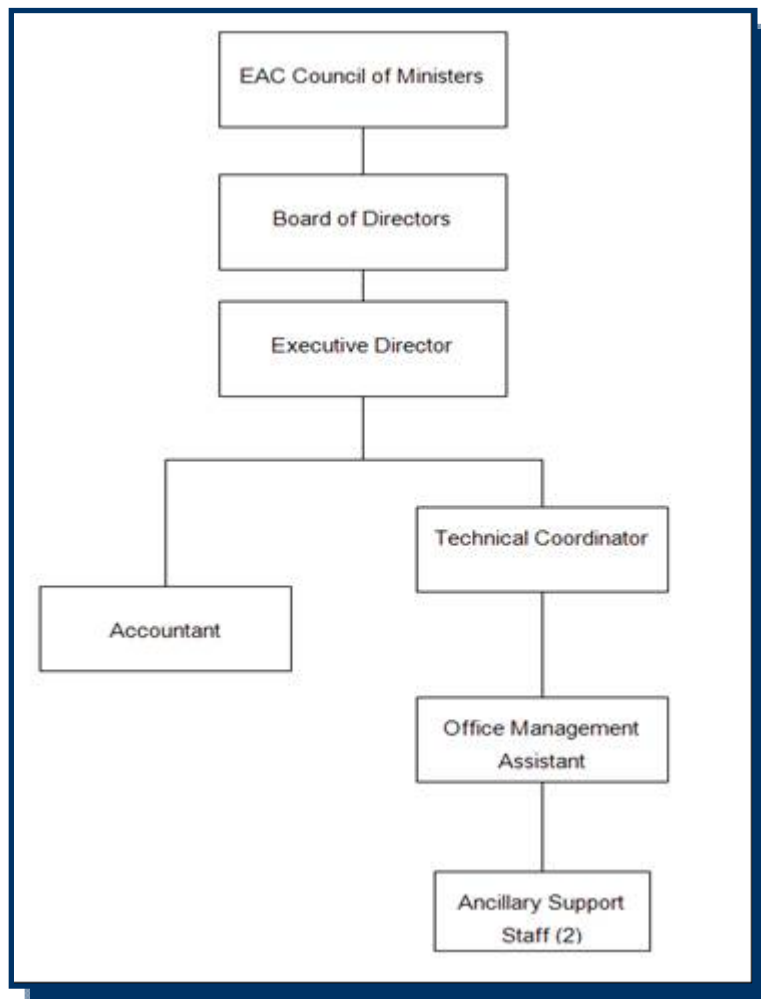 EAC Council of Ministers
Board of Directors
Executive Director
Technical Coordinator
Accountant
Office Management
Assistant
Ancillary Support
Staff (2)